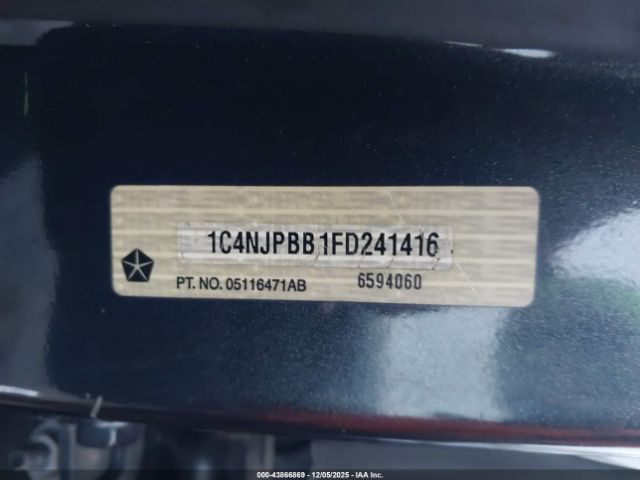 1C4NJPBB1FD241416
PT. NO. 05116471AB 6594060
000-43866869 | 12/05/2025 - IAA Inc.